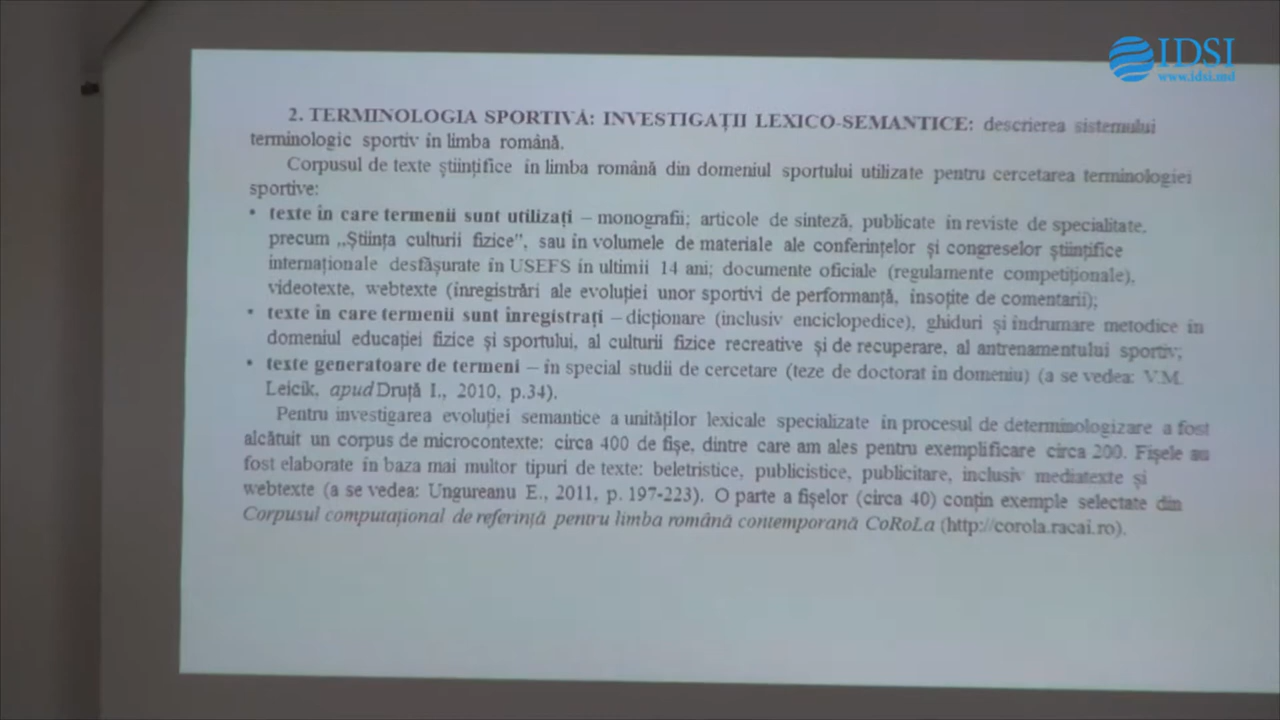 IDSI
www.idsi.md
2. TERMINOLOGIA SPORTIVĂ: INVESTIGAȚII LEXICO-SEMANTICE: descrierea sistemului
terminologic sportiv în limba română.
Corpusul de texte științifice în limba română din domeniul sportului utilizate pentru cercetarea terminologiei
sportive:
• texte în care termenii sunt utilizați – monografii; articole de sinteză, publicate în reviste de specialitate,
precum „Știința culturii fizice”, sau în volumele de materiale ale conferințelor și congreselor științifice
internaționale desfășurate în USEFS în ultimii 14 ani; documente oficiale (regulamente competiționale),
videotexte, webtexte (înregistrări ale evoluției unor sportivi de performanță, însoțite de comentarii);
• texte în care termenii sunt înregistrați – dicționare (inclusiv enciclopedice), ghiduri și îndrumare metodice în
domeniul educației fizice și sportului, al culturii fizice recreative și de recuperare, al antrenamentului sportiv;
• texte generatoare de termeni – în special studii de cercetare (teze de doctorat în domeniu) (a se vedea: V.M.
Leicik, apud Druță I., 2010, p.34).
Pentru investigarea evoluției semantice a unităților lexicale specializate în procesul de determinologizare a fost
alcătuit un corpus de microcontexte: circa 400 de fișe, dintre care am ales pentru exemplificare circa 200. Fișele au
fost elaborate în baza mai multor tipuri de texte: beletristice, publicistice, publicitare, inclusiv mediatexte și
webtexte (a se vedea: Ungureanu E., 2011, p. 197-223). O parte a fișelor (circa 40) conțin exemple selectate din
Corpusul computațional de referință pentru limba română contemporană CoRoLa (http://corola.racai.ro).